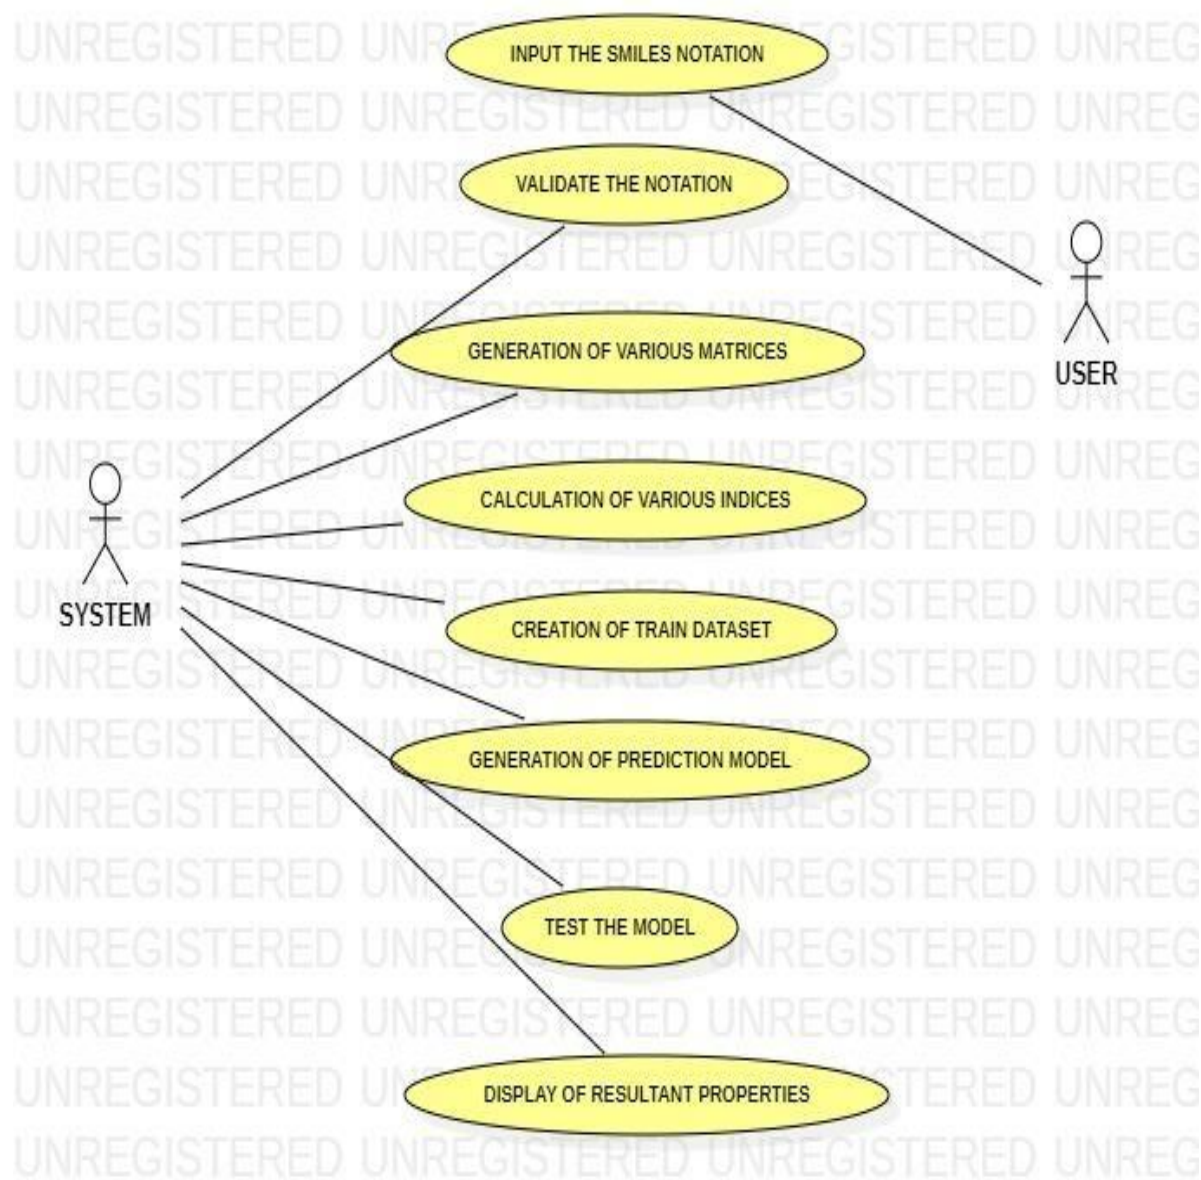 INPUT THE SMILES NOTATION
VALIDATE THE NOTATION
GENERATION OF VARIOUS MATRICES
USER
CALCULATION OF VARIOUS INDICES
SYSTEM
CREATION OF TRAIN DATASET
GENERATION OF PREDICTION MODEL
TEST THE MODEL
DISPLAY OF RESULTANT PROPERTIES
UNREGISTERED